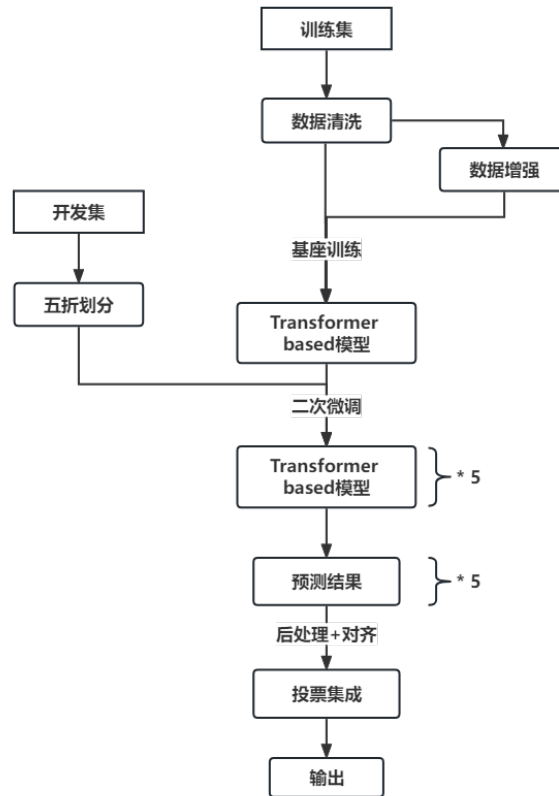 训练集
数据清洗
数据增强
开发集
基座训练
五折划分
Transformer
based模型
二次微调
Transformer
based模型
* 5
预测结果
* 5
后处理+对齐
投票集成
输出